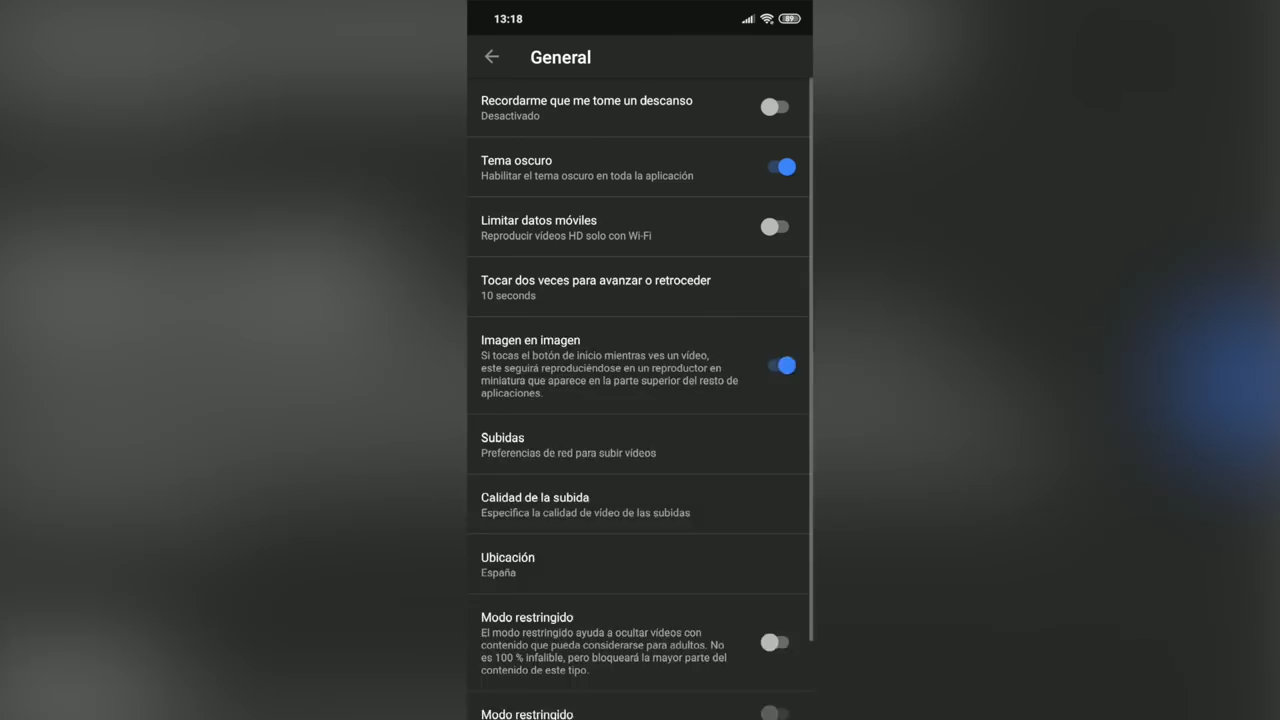 13:18
89
General
Recordarme que me tome un descanso
Desactivado
Tema oscuro
Habilitar el tema oscuro en toda la aplicación
Limitar datos móviles
Reproducir vídeos HD solo con Wi-Fi
Tocar dos veces para avanzar o retroceder
10 seconds
Imagen en imagen
Si tocas el botón de inicio mientras ves un vídeo,
este seguirá reproduciéndose en un reproductor en
miniatura que aparece en la parte superior del resto de
aplicaciones.
Subidas
Preferencias de red para subir vídeos
Calidad de la subida
Especifica la calidad de vídeo de las subidas
Ubicación
España
Modo restringido
El modo restringido ayuda a ocultar vídeos con
contenido que pueda considerarse para adultos. No
es 100 % infalible, pero bloqueará la mayor parte del
contenido de este tipo.
Modo restringido